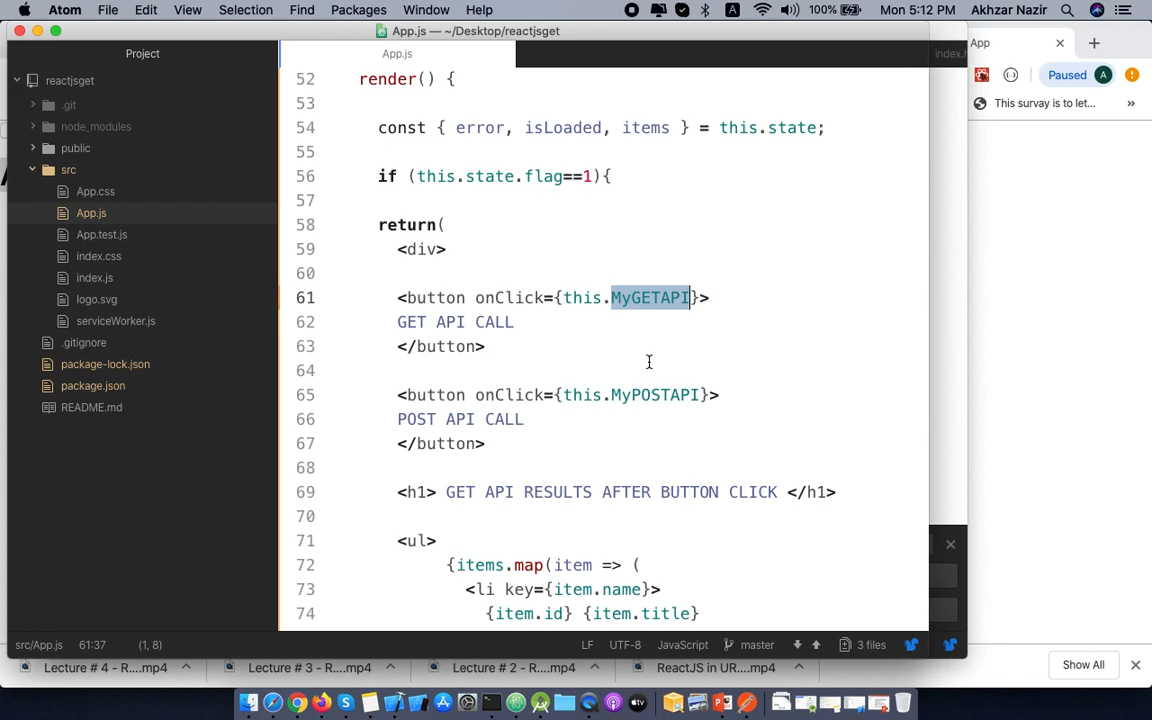 Atom File Edit View Selection Find Packages Window Help 100% Mon 5:12 PM Akhzar Nazir
App.js — ~/Desktop/reactjsget
App
Project
App.js
index.h
Paused A
This survay is to let... »
reactjsget
.git
node_modules
public
src
App.css
App.js
App.test.js
index.css
index.js
logo.svg
serviceWorker.js
.gitignore
package-lock.json
package.json
README.md
52 render() {
53
54 const { error, isLoaded, items } = this.state;
55
56 if (this.state.flag==1){
57
58 return(
59 <div>
60
61 <button onClick={this.MyGETAPI}>
62 GET API CALL
63 </button>
64
65 <button onClick={this.MyPOSTAPI}>
66 POST API CALL
67 </button>
68
69 <h1> GET API RESULTS AFTER BUTTON CLICK </h1>
70
71 <ul>
72 {items.map(item => (
73 <li key={item.name}>
74 {item.id} {item.title}
src/App.js 61:37 (1, 8) LF UTF-8 JavaScript master 3 files
Lecture # 4 - R....mp4 Lecture # 3 - R....mp4 Lecture # 2 - R....mp4 ReactJS in UR....mp4 Show All